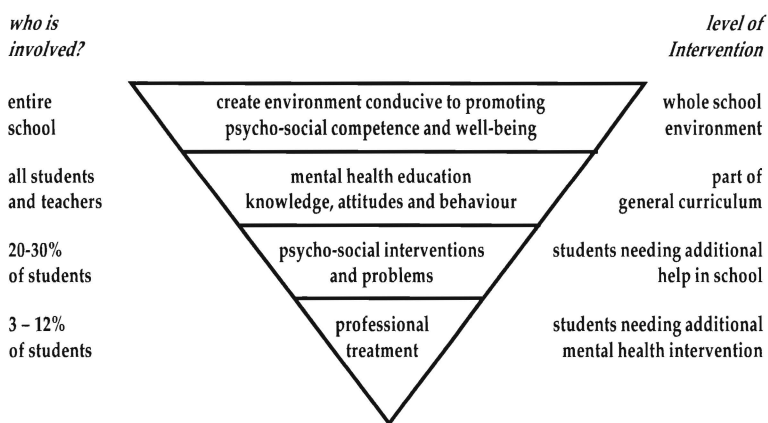 who is
involved?
level of
Intervention
entire
school
create environment conducive to promoting
psycho-social competence and well-being
whole school
environment
all students
and teachers
mental health education
knowledge, attitudes and behaviour
part of
general curriculum
20-30%
of students
psycho-social interventions
and problems
students needing additional
help in school
3 – 12%
of students
professional
treatment
students needing additional
mental health intervention